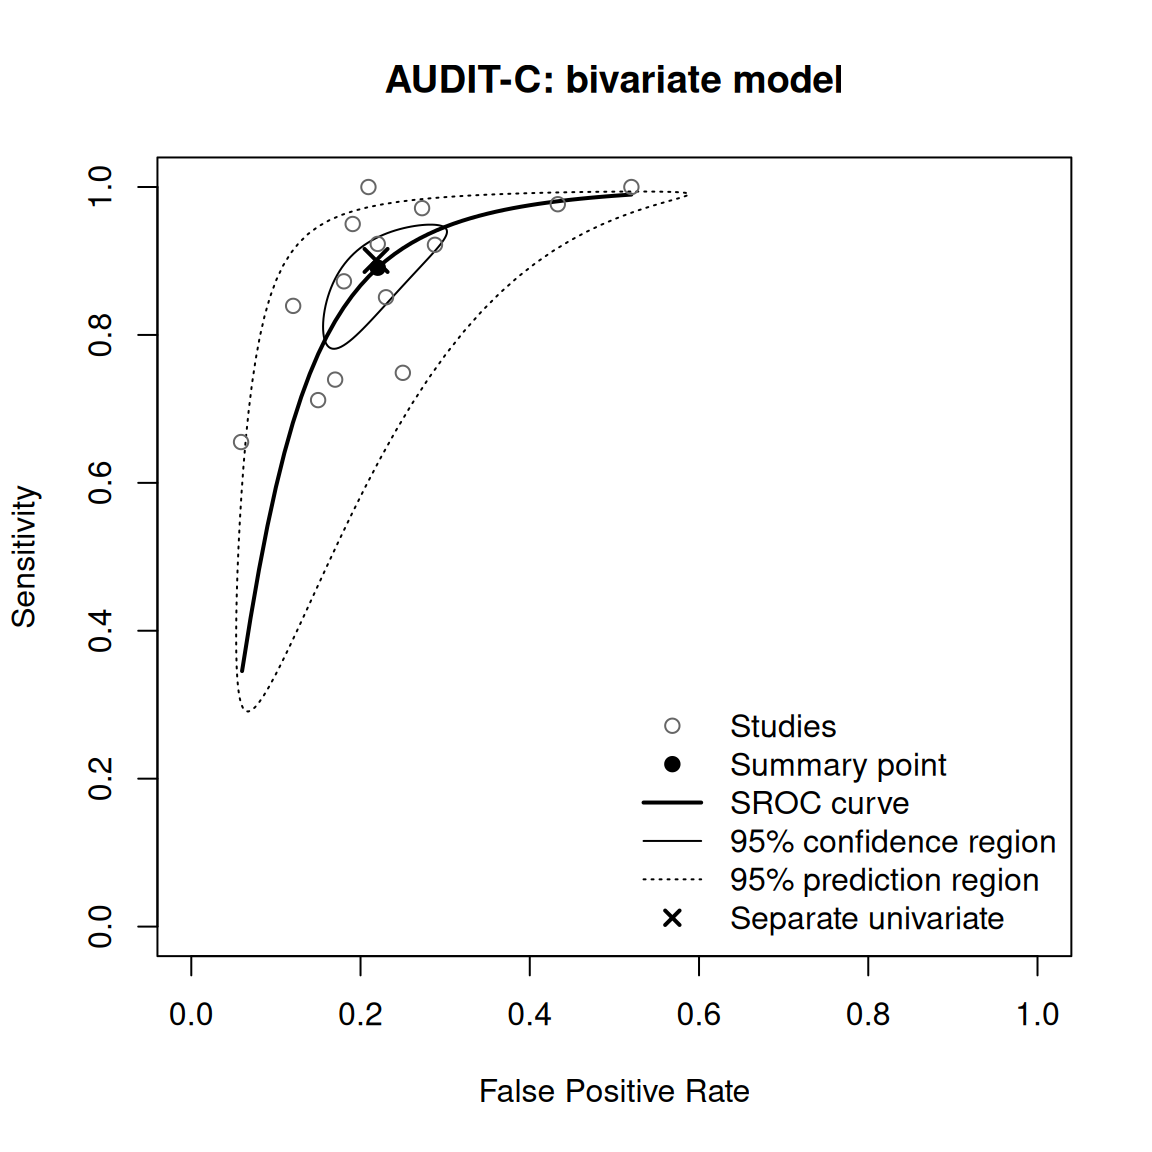 AUDIT-C: bivariate model
Sensitivity
1.0
0.8
0.6
0.4
0.2
0.0
Studies
Summary point
SROC curve
95% confidence region
95% prediction region
Separate univariate
0.0 0.2 0.4 0.6 0.8 1.0
False Positive Rate